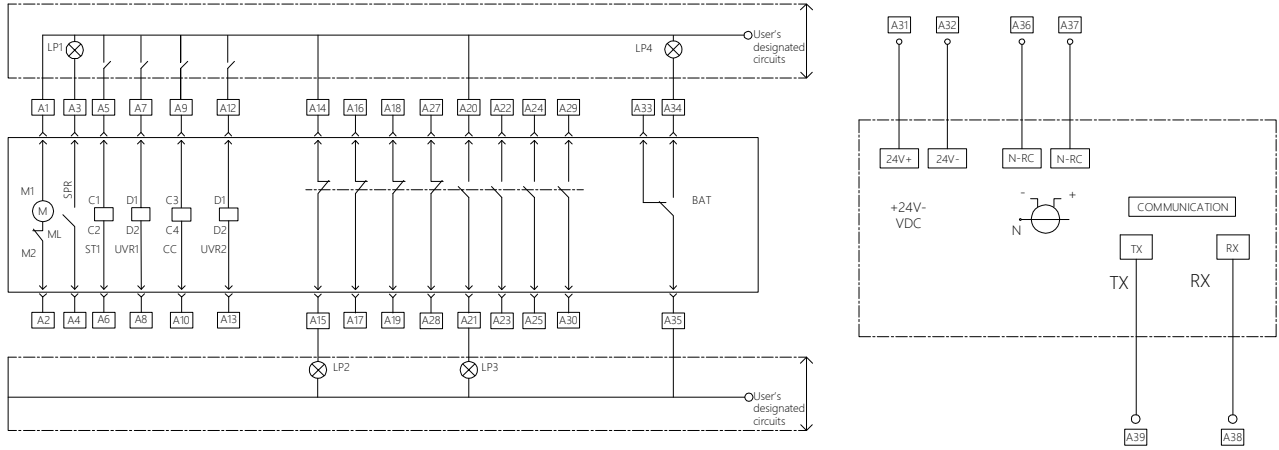 LP1
LP4
User's
designated
circuits
A1 A3 A5 A7 A9 A12 A14 A16 A18 A27 A20 A22 A24 A29 A33 A34
M1
M
M2
SPR
ML
C1
C2
ST1
D1
D2
UVR1
C3
C4
CC
D1
D2
UVR2
BAT
A2 A4 A6 A8 A10 A13 A15 A17 A19 A28 A21 A23 A25 A30 A35
LP2
LP3
User's
designated
circuits
A31 A32 A36 A37
24V+ 24V- N-RC N-RC
+24V-
VDC
- +
N
COMMUNICATION
TX RX
TX RX
A39 A38